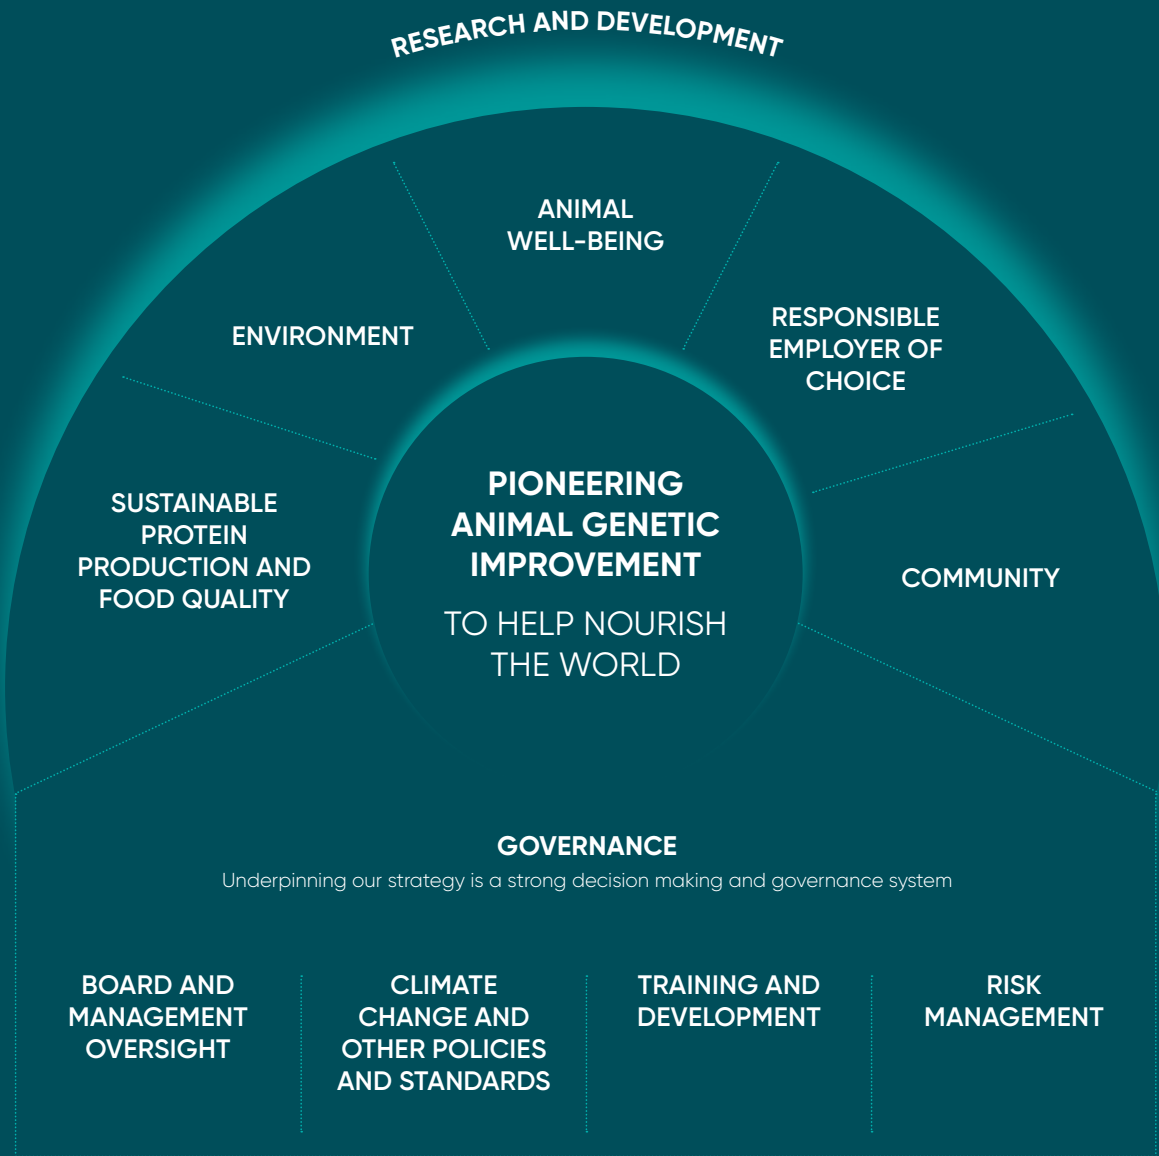 RESEARCH AND DEVELOPMENT
ANIMAL
WELL-BEING
ENVIRONMENT
RESPONSIBLE
EMPLOYER OF
CHOICE
SUSTAINABLE
PROTEIN
PRODUCTION AND
FOOD QUALITY
PIONEERING
ANIMAL GENETIC
IMPROVEMENT
TO HELP NOURISH
THE WORLD
COMMUNITY
GOVERNANCE
Underpinning our strategy is a strong decision making and governance system
BOARD AND
MANAGEMENT
OVERSIGHT
CLIMATE
CHANGE AND
OTHER POLICIES
AND STANDARDS
TRAINING AND
DEVELOPMENT
RISK
MANAGEMENT